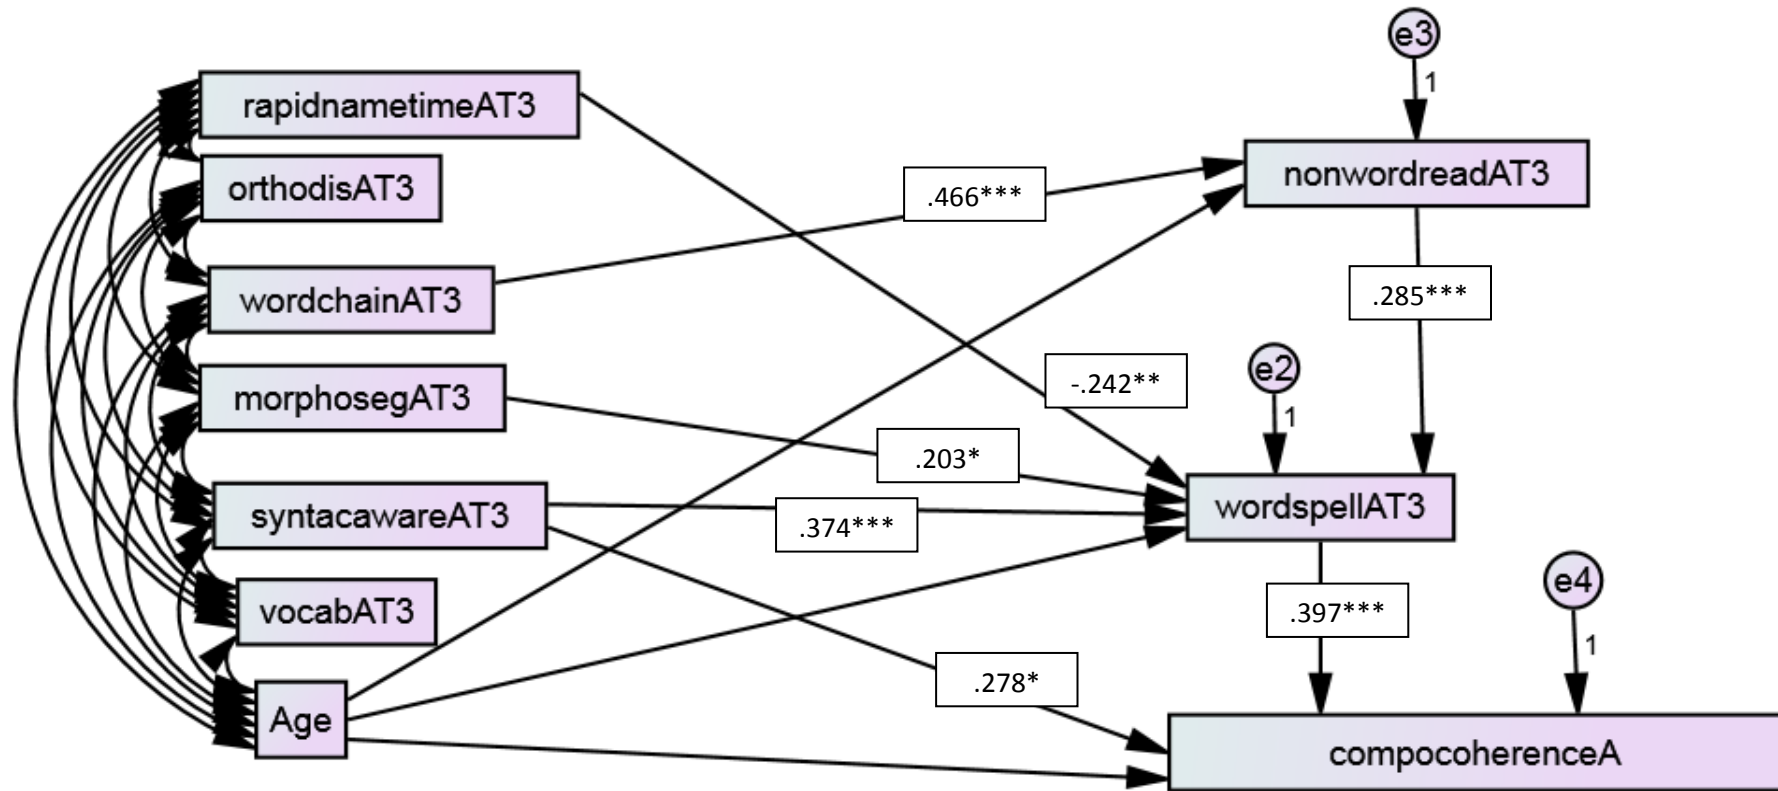 e3
1
rapidnametimeAT3
nonwordreadAT3
orthodisAT3
.466***
wordchainAT3
.285***
e2
1
-.242**
morphosegAT3
.203*
syntacawareAT3
.374***
wordspellAT3
e4
1
vocabAT3
.397***
.278*
Age
compocoherenceA